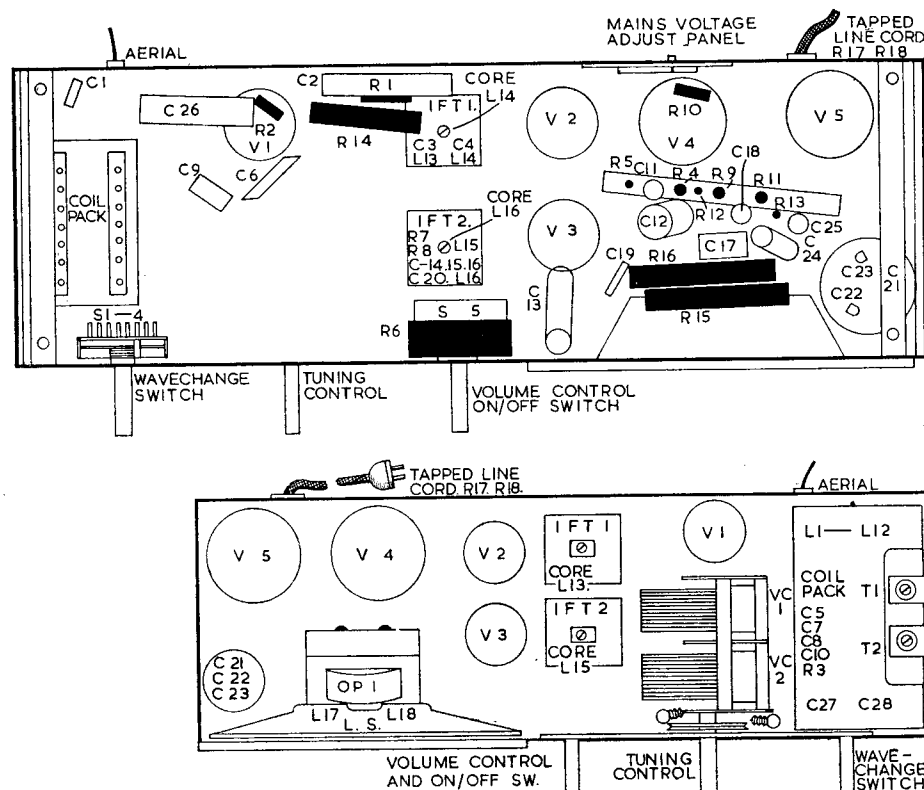 AERIAL
MAINS VOLTAGE
ADJUST PANEL
TAPPED
LINE CORD
R17 R18
C1
C26
R2
V1
C2
R1
CORE
L14
IFT1.
R14
C3 C4
L13 L14
V2
R10
V4
V5
C9
C6
COIL
PACK
CORE
L16
IFT2.
R7
R8 L15
C-14.15.16
C20. L16
V3
R5
C11
R4
R9
C18
R11
R12
R13
C12
C25
C17
C
24
C19
R16
C
13
R15
C23
C22
C
21
S1-4
S 5
R6
WAVECHANGE
SWITCH
TUNING
CONTROL
VOLUME CONTROL
ON/OFF SWITCH
TAPPED LINE
CORD. R17. R18.
AERIAL
V 5
V 4
V 2
IFT1
CORE
L13.
V1
L1 — L12
COIL
PACK
T1
VC
1
C5
C7
C8
C10
R3
V3
IFT2
CORE
L15
VC
2
T2
C21
C22
C23
OP1
L17 L18
L. S.
C27 C28
VOLUME CONTROL
AND ON/OFF SW.
TUNING
CONTROL
WAVE-
CHANGE
SWITCH